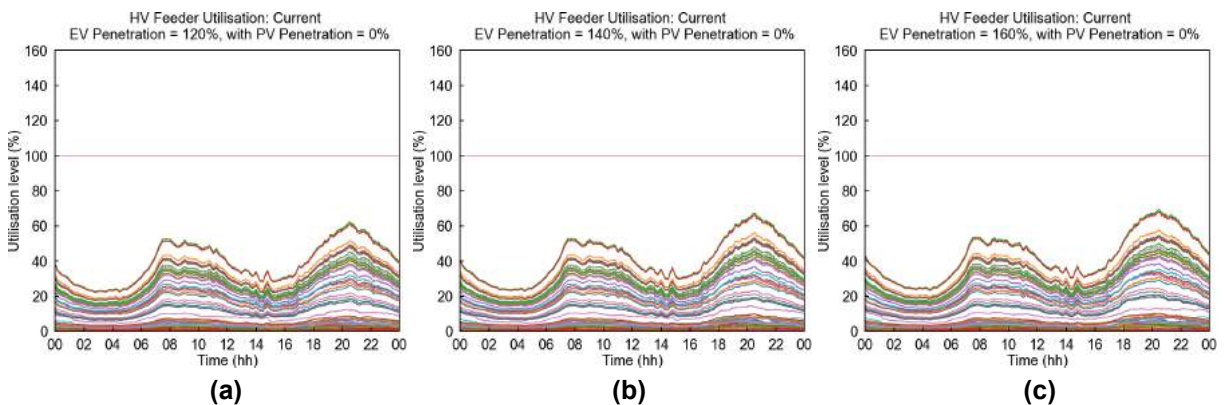 HV Feeder Utilisation: Current
EV Penetration = 120%, with PV Penetration = 0%
160
140
120
100
80
60
40
20
0
Utilisation level (%)
00 02 04 06 08 10 12 14 16 18 20 22 00
Time (hh)
(a)
HV Feeder Utilisation: Current
EV Penetration = 140%, with PV Penetration = 0%
160
140
120
100
80
60
40
20
0
Utilisation level (%)
00 02 04 06 08 10 12 14 16 18 20 22 00
Time (hh)
(b)
HV Feeder Utilisation: Current
EV Penetration = 160%, with PV Penetration = 0%
160
140
120
100
80
60
40
20
0
Utilisation level (%)
00 02 04 06 08 10 12 14 16 18 20 22 00
Time (hh)
(c)